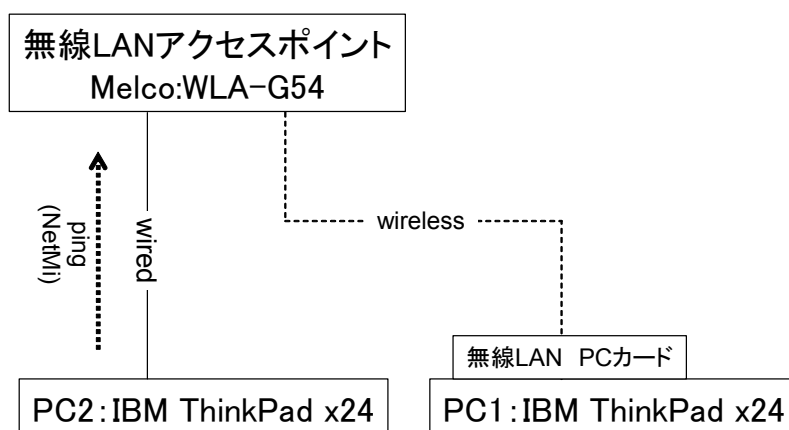 無線LANアクセスポイント
Melco:WLA-G54
ping
(NetMi)
wired
wireless
無線LAN PCカード
PC2:IBM ThinkPad x24
PC1:IBM ThinkPad x24